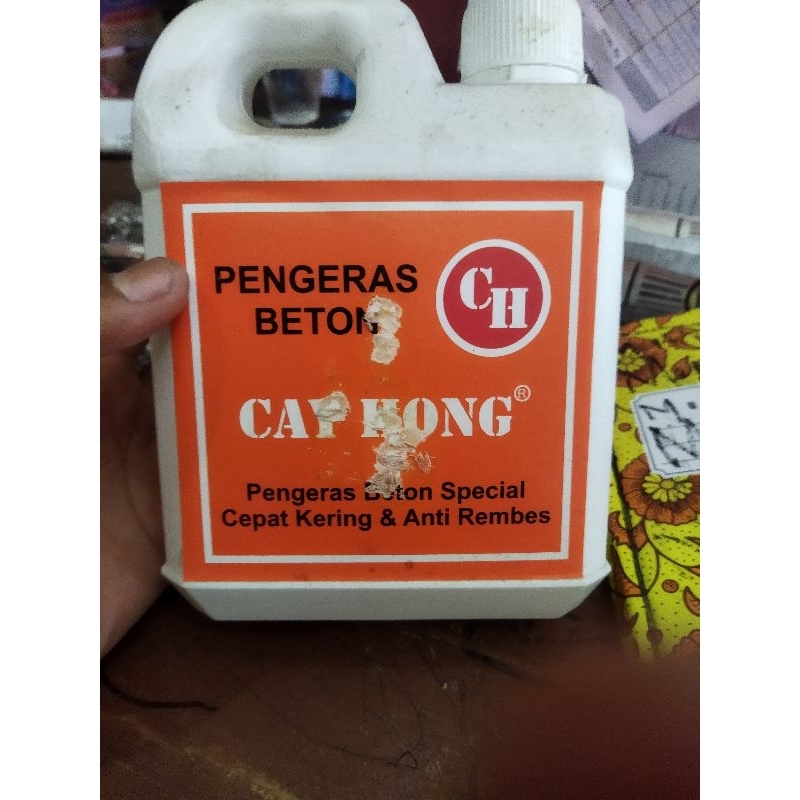 PENGERAS
BETON
CH
CAP HONG®
Pengeras Beton Special
Cepat Kering & Anti Rembes